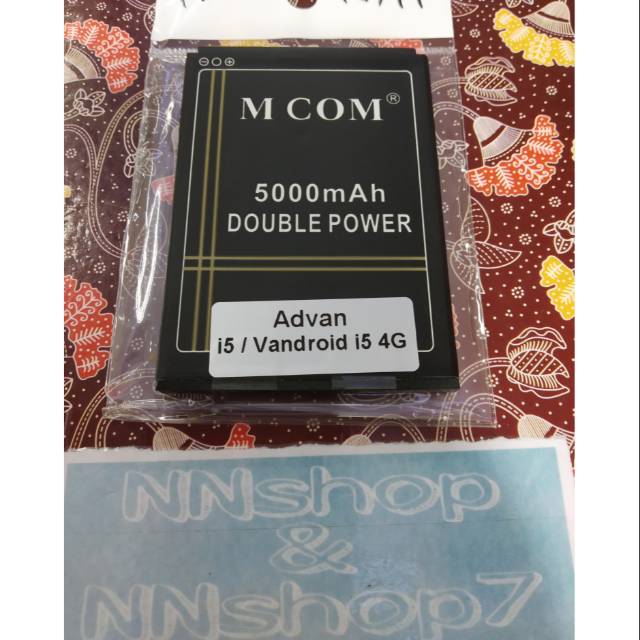 M COM®
5000mAh
DOUBLE POWER
Advan
i5 / Vandroid i5 4G
NNshop
&
NNshop7